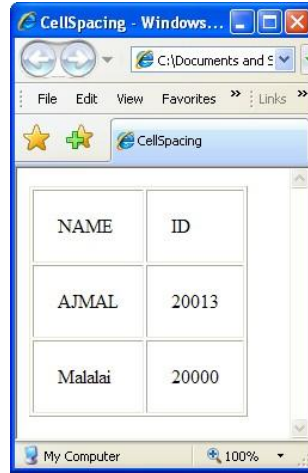 CellSpacing - Windows...
C:\Documents and S
File Edit View Favorites » Links »
CellSpacing
NAME ID
AJMAL 20013
Malalai 20000
My Computer 100%